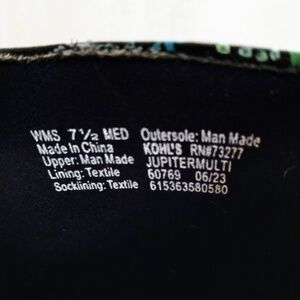 WMS 7 ½ MED Outersole: Man Made
Made In China KOHL'S RN#73277
Upper: Man Made JUPITERMULTI
Lining: Textile 60769 06/23
Socklining: Textile 615363580580